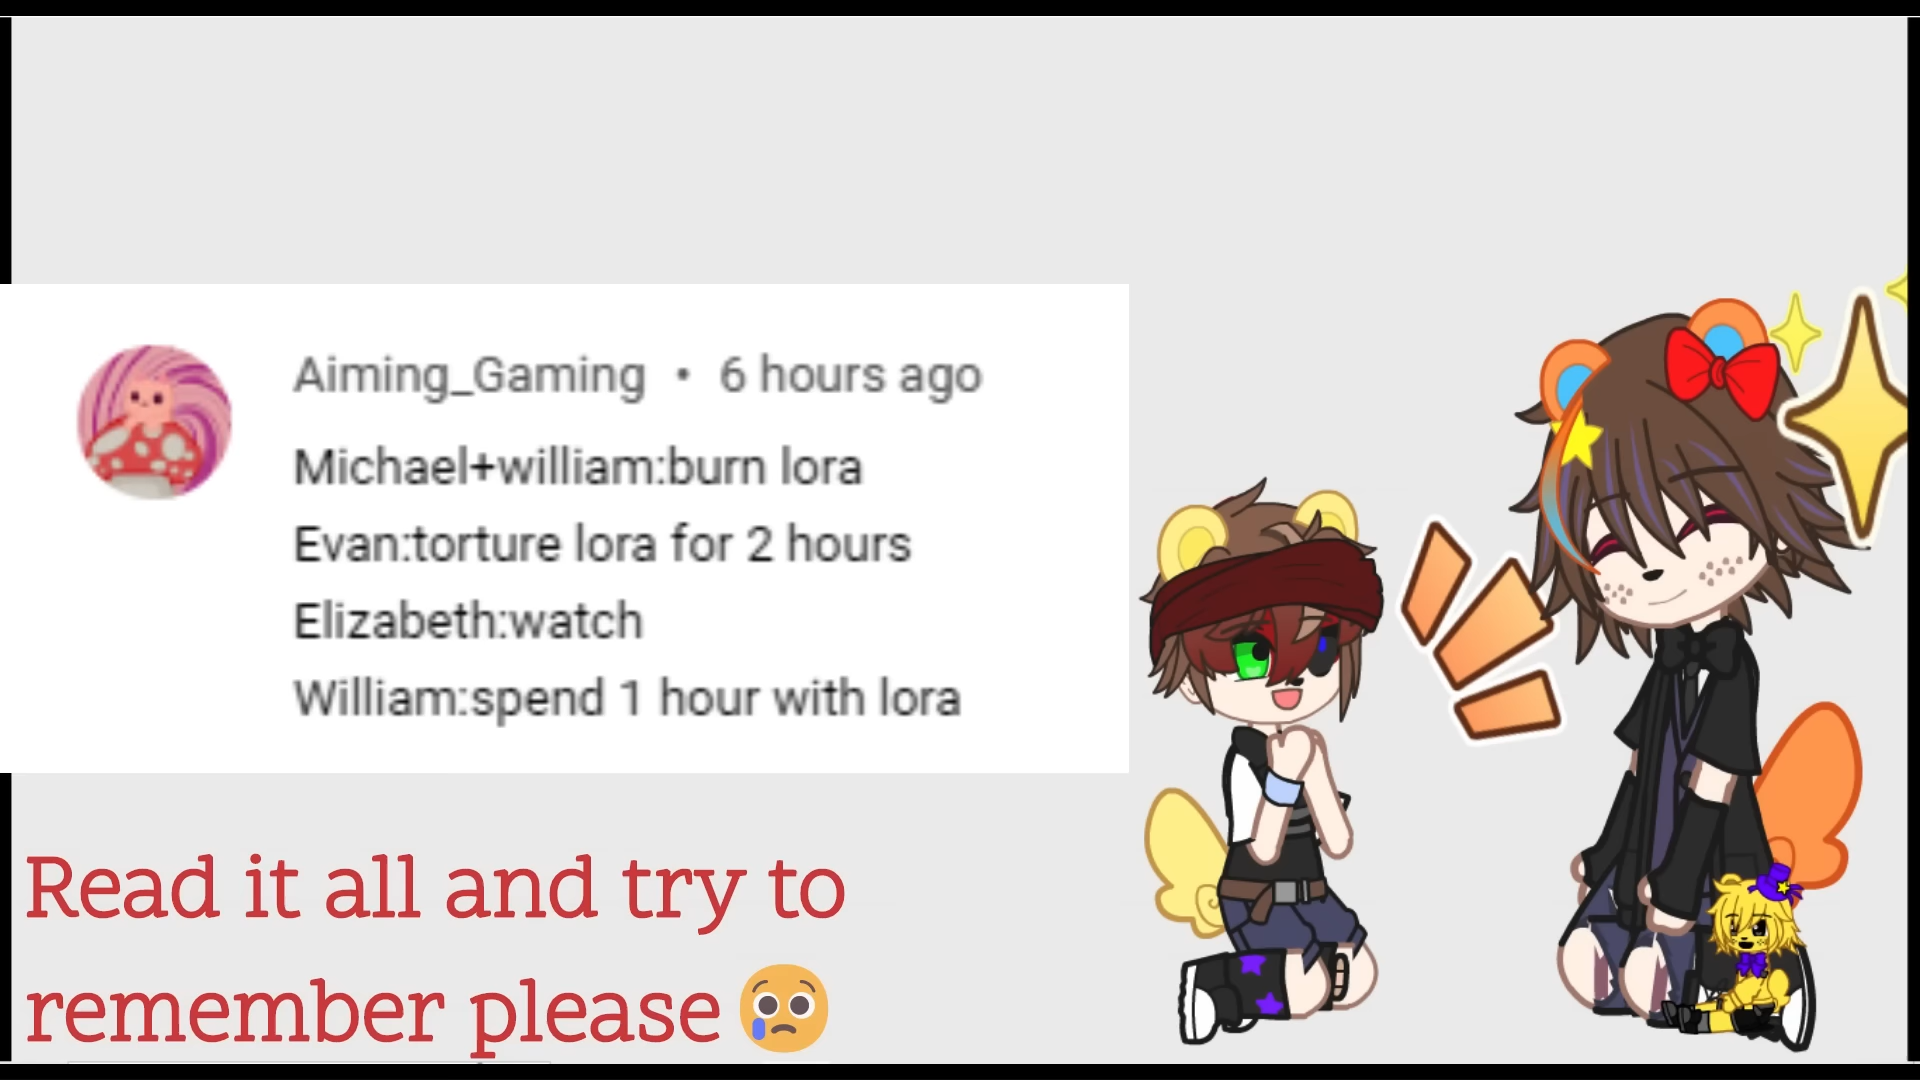 Aiming_Gaming • 6 hours ago
Michael+william:burn lora
Evan:torture lora for 2 hours
Elizabeth:watch
William:spend 1 hour with lora
Read it all and try to
remember please😢